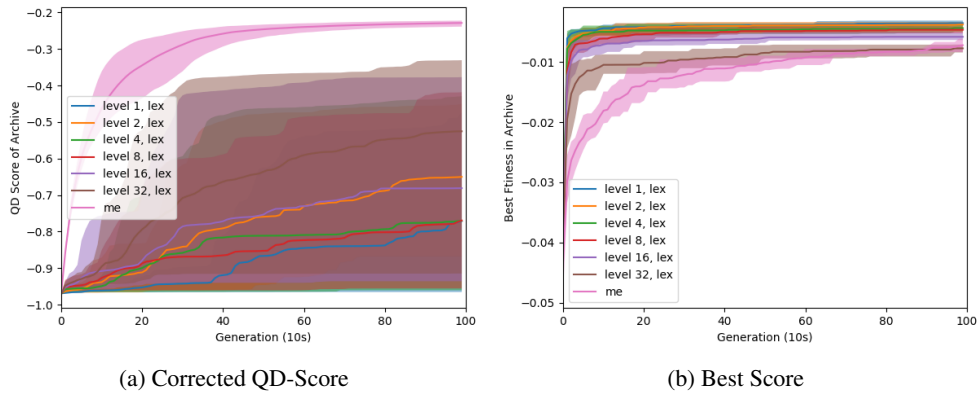 −0.2
−0.3
−0.4
−0.5
−0.6
−0.7
−0.8
−0.9
−1.0
QD Score of Archive
level 1, lex
level 2, lex
level 4, lex
level 8, lex
level 16, lex
level 32, lex
me
0 20 40 60 80 100
Generation (10s)
(a) Corrected QD-Score
−0.001
−0.01
−0.02
−0.03
−0.04
−0.05
Best Ftiness in Archive
level 1, lex
level 2, lex
level 4, lex
level 8, lex
level 16, lex
level 32, lex
me
0 20 40 60 80 100
Generation (10s)
(b) Best Score